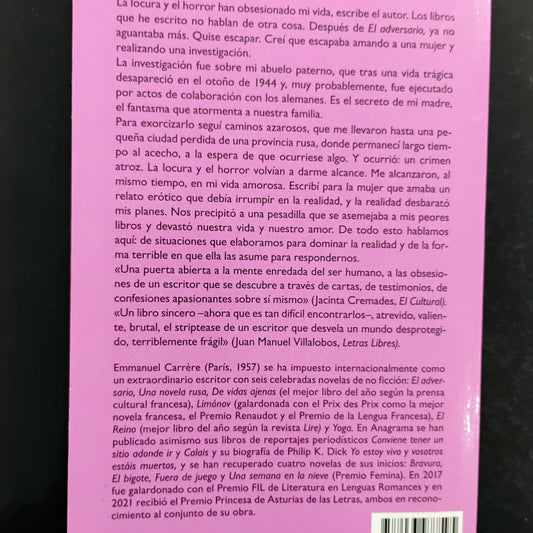 La locura y el horror han obsesionado mi vida, escribe el autor. Los libros
que he escrito no hablan de otra cosa. Después de El adversario, ya no
aguantaba más. Quise escapar. Creí que escapaba amando a una mujer y
realizando una investigación.
La investigación fue sobre mi abuelo paterno, que tras una vida trágica
desapareció en el otoño de 1944 y, muy probablemente, fue ejecutado
por actos de colaboración con los alemanes. Es el secreto de mi madre,
el fantasma que atormenta a nuestra familia.
Para exorcizarlo seguí caminos azarosos, que me llevaron hasta una pe-
queña ciudad perdida de una provincia rusa, donde permanecí largo tiem-
po al acecho, a la espera de que ocurriese algo. Y ocurrió: un crimen
atroz. La locura y el horror volvían a darme alcance. Me alcanzaron, al
mismo tiempo, en mi vida amorosa. Escribí para la mujer que amaba un
relato erótico que debía irrumpir en la realidad, y la realidad desbarató
mis planes. Nos precipitó a una pesadilla que se asemejaba a mis peores
libros y devastó nuestra vida y nuestro amor. De todo esto hablamos
aquí: de situaciones que elaboramos para dominar la realidad y de la for-
ma terrible en que ella las asume para respondernos.
«Una puerta abierta a la mente enredada del ser humano, a las obsesio-
nes de un escritor que se descubre a través de cartas, de testimonios, de
confesiones apasionantes sobre sí mismo» (Jacinta Cremades, El Cultural).
«Un libro sincero –ahora que es tan difícil encontrarlos–, atrevido, valien-
te, brutal, el striptease de un escritor que desvela un mundo desprotegi-
do, terriblemente frágil» (Juan Manuel Villalobos, Letras Libres).
Emmanuel Carrère (París, 1957) se ha impuesto internacionalmente como
un extraordinario escritor con seis celebradas novelas de no ficción: El adver-
sario, Una novela rusa, De vidas ajenas (el mejor libro del año según la prensa
cultural francesa), Limónov (galardonada con el Prix des Prix como la mejor
novela francesa, el Premio Renaudot y el Premio de la Lengua Francesa), El
Reino (mejor libro del año según la revista Lire) y Yoga. En Anagrama se han
publicado asimismo sus libros de reportajes periodísticos Conviene tener un
sitio adonde ir y Calais y su biografía de Philip K. Dick Yo estoy vivo y vosotros
estáis muertos, y se han recuperado cuatro novelas de sus inicios: Bravura,
El bigote, Fuera de juego y Una semana en la nieve (Premio Femina). En 2017
fue galardonado con el Premio FIL de Literatura en Lenguas Romances y en
2021 recibió el Premio Princesa de Asturias de las Letras, ambos en recono-
cimiento al conjunto de su obra.